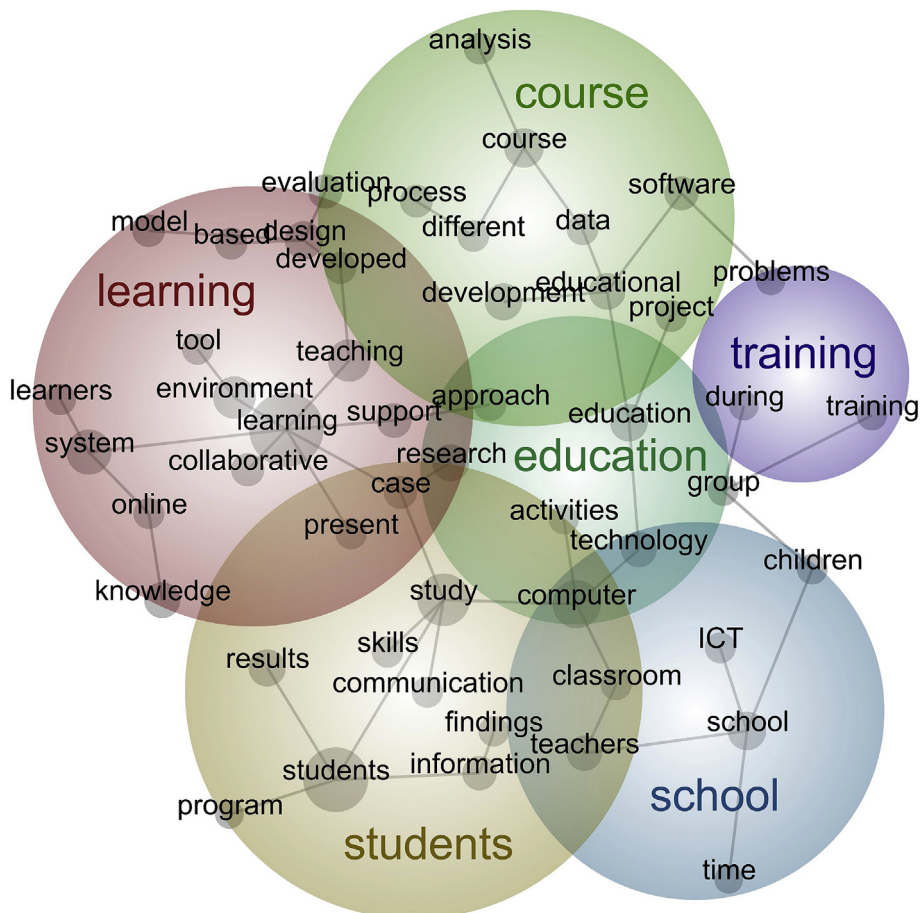 analysis
course
course
evaluation
process
software
model
based
design
different
data
developed
problems
learning
development
educational
project
tool
teaching
training
learners
environment
support
approach
during
training
learning
education
system
collaborative
research
education
case
group
online
present
activities
technology
children
knowledge
study
computer
results
skills
ICT
communication
classroom
findings
school
teachers
students
information
program
school
students
time